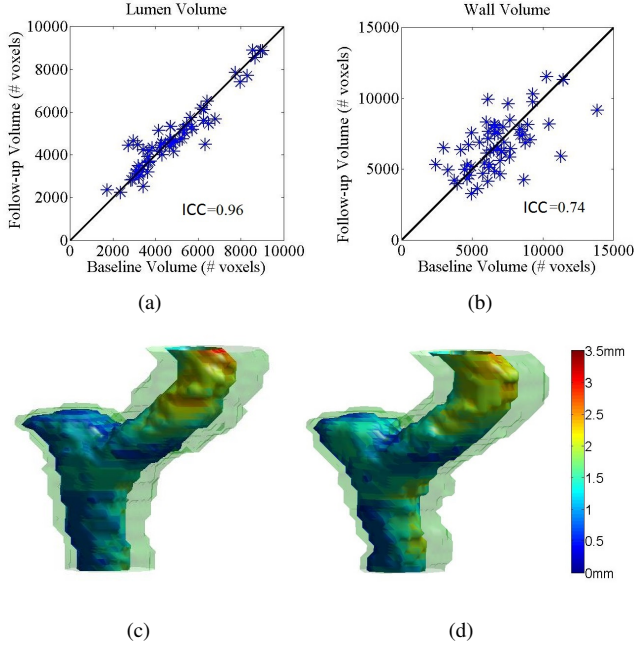 Lumen Volume
10000
8000
6000
4000
2000
0
0 2000 4000 6000 8000 10000
Follow-up Volume (# voxels)
Baseline Volume (# voxels)
ICC=0.96
(a)
Wall Volume
15000
10000
5000
0
0 5000 10000 15000
Follow-up Volume (# voxels)
Baseline Volume (# voxels)
ICC=0.74
(b)
3.5mm
3
2.5
2
1.5
1
0.5
0mm
(c)
(d)